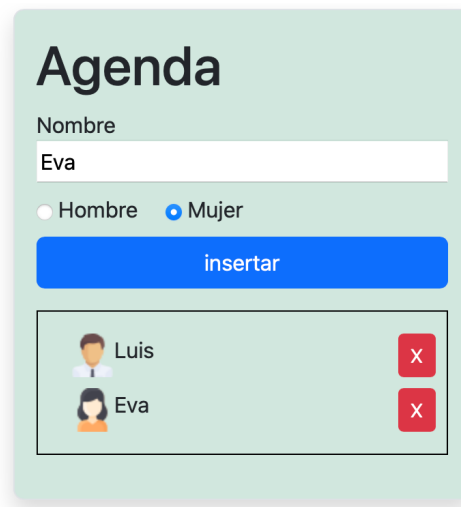 Agenda
Nombre
Eva
Hombre Mujer
insertar
Luis X
Eva X